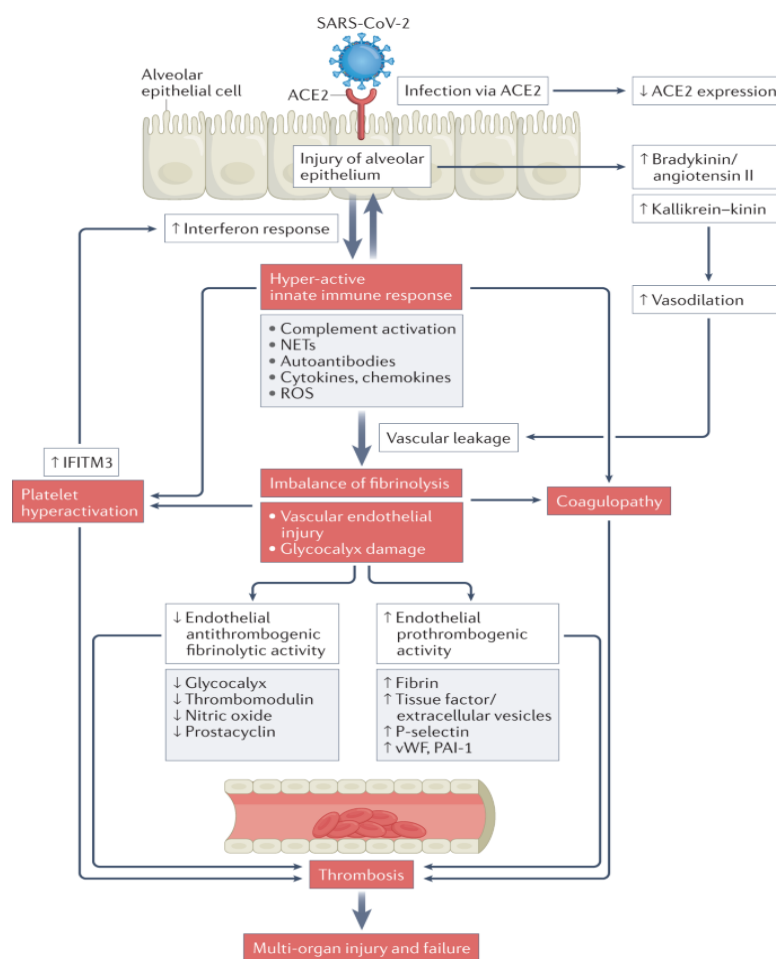 SARS-CoV-2
Alveolar
epithelial cell
ACE2
Infection via ACE2
↓ ACE2 expression
Injury of alveolar
epithelium
↑ Bradykinin/
angiotensin II
↑ Kallikrein–kinin
↑ Interferon response
Hyper-active
innate immune response
↑ Vasodilation
• Complement activation
• NETs
• Autoantibodies
• Cytokines, chemokines
• ROS
Vascular leakage
↑ IFITM3
Platelet
hyperactivation
Imbalance of fibrinolysis
• Vascular endothelial
injury
• Glycocalyx damage
Coagulopathy
↓ Endothelial
antithrombogenic
fibrinolytic activity
↓ Glycocalyx
↓ Thrombomodulin
↓ Nitric oxide
↓ Prostacyclin
↑ Endothelial
prothrombogenic
activity
↑ Fibrin
↑ Tissue factor/
extracellular vesicles
↑ P-selectin
↑ vWF, PAI-1
Thrombosis
Multi-organ injury and failure